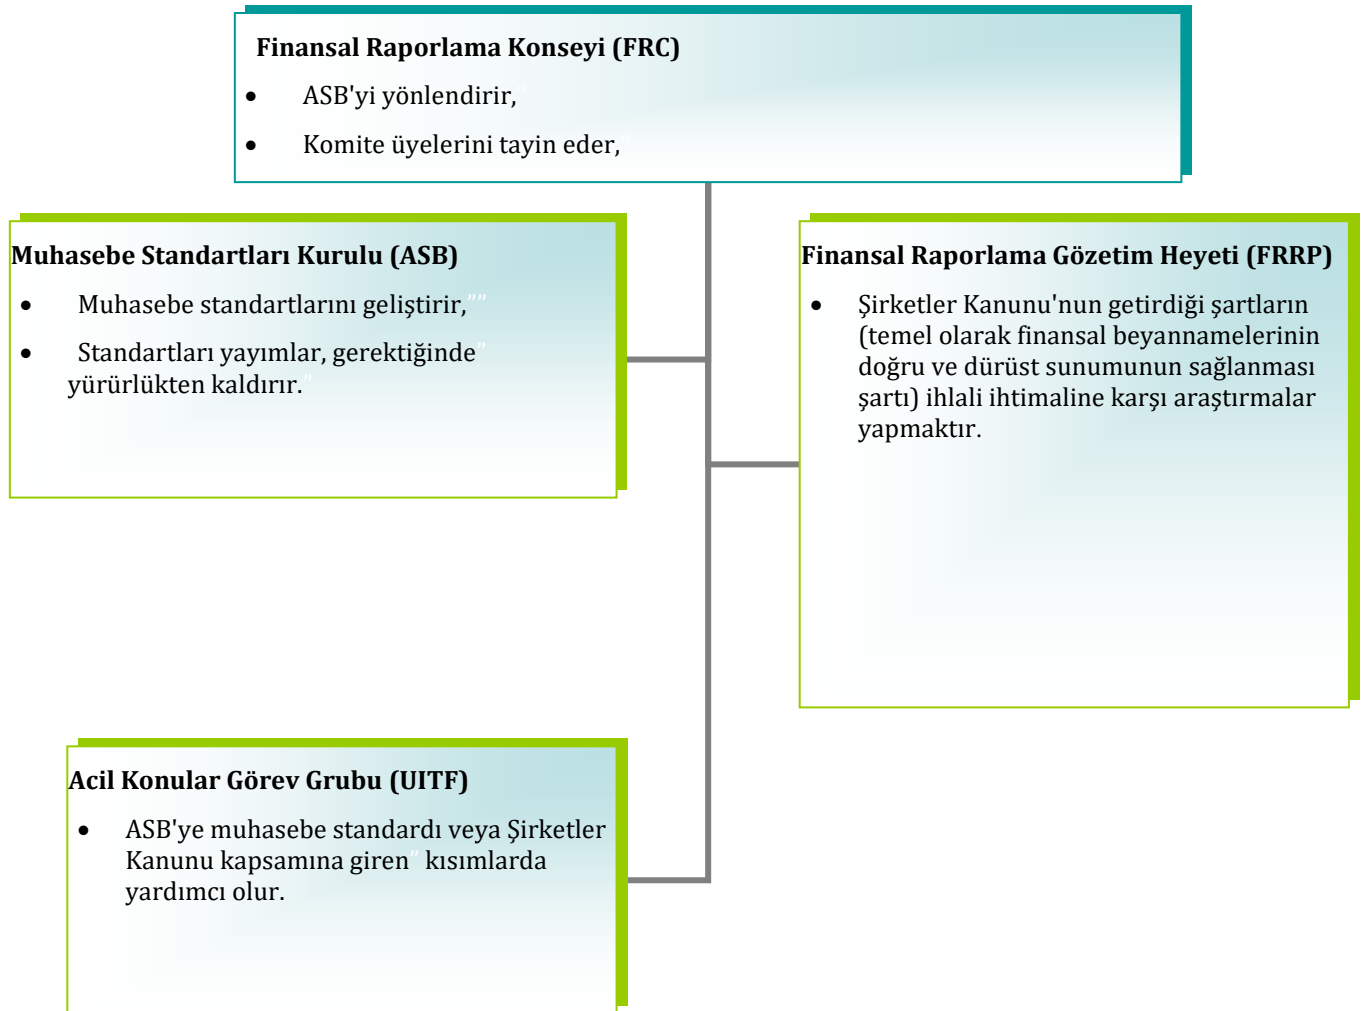 Finansal Raporlama Konseyi (FRC)
• ASB'yi yönlendirir,”
• Komite üyelerini tayin eder,”
Muhasebe Standartları Kurulu (ASB)
• Muhasebe standartlarını geliştirir,””
• Standartları yayımlar, gerektiğinde”
yürürlükten kaldırır.”
Finansal Raporlama Gözetim Heyeti (FRRP)
• Şirketler Kanunu'nun getirdiği şartların
(temel olarak finansal beyannamelerinin
doğru ve dürüst sunumunun sağlanması
şartı) ihlali ihtimaline karşı araştırmalar
yapmaktır.
Acil Konular Görev Grubu (UITF)
• ASB'ye muhasebe standardı veya Şirketler
Kanunu kapsamına giren” kısımlarda
yardımcı olur.